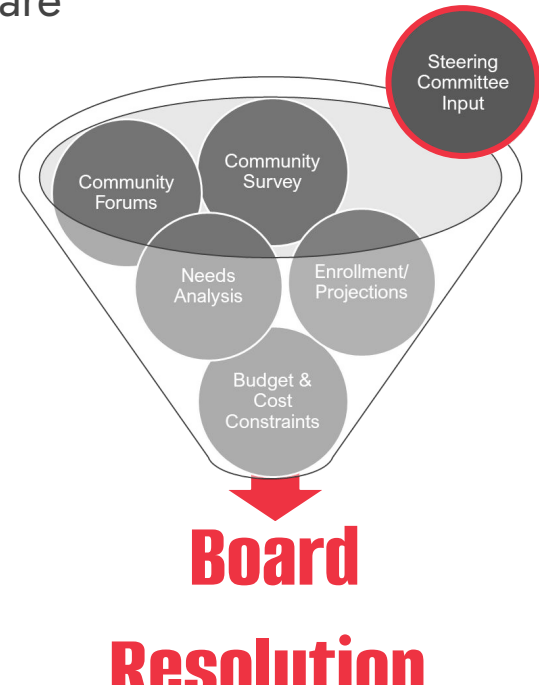 are
Steering
Committee
Input
Community
Survey
Community
Forums
Needs
Analysis
Enrollment/
Projections
Budget &
Cost
Constraints
Board
Resolution